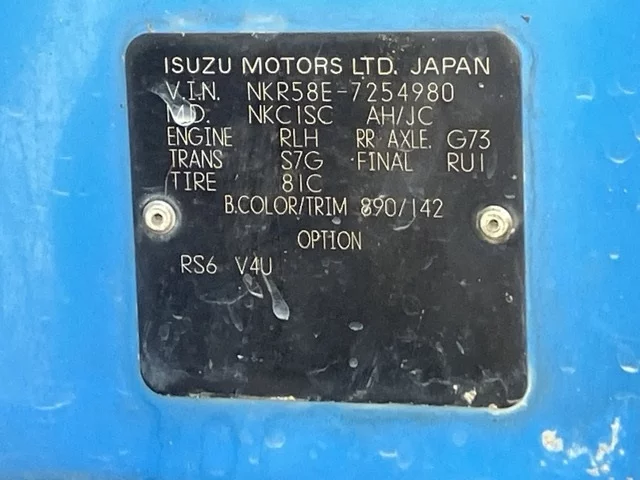 ISUZU MOTORS LTD. JAPAN
V.I.N. NKR58E-7254980
MD. NKC1SC AH/JC
ENGINE RLH RR AXLE. G73
TRANS S7G FINAL RU1
TIRE 81C
B.COLOR/TRIM 890/142
OPTION
RS6 V4U